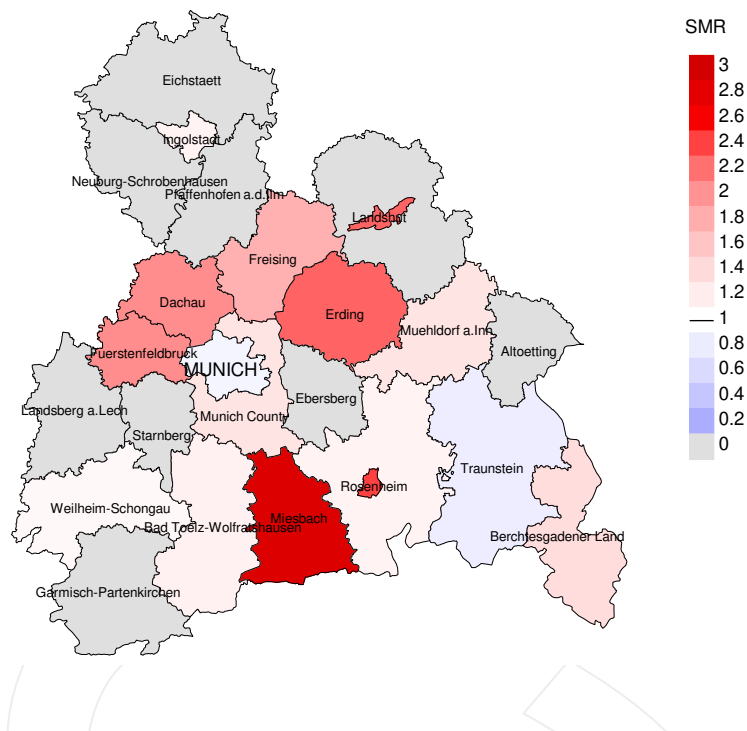 SMR
3
2.8
2.6
2.4
2.2
2
1.8
1.6
1.4
1.2
1
0.8
0.6
0.4
0.2
0
Eichstaett
Ingolstadt
Neuburg-Schrobenhausen
Pfaffenhofen a.d.Ilm
Landshut
Freising
Dachau
Erding
Muehldorf a.Inn
Fuerstenfeldbruck
MUNICH
Altoetting
Ebersberg
Landsberg a.Lech
Munich County
Starnberg
Traunstein
Rosenheim
Weilheim-Schongau
Miesbach
Bad Toelz-Wolfratshausen
Berchtesgadener Land
Garmisch-Partenkirchen